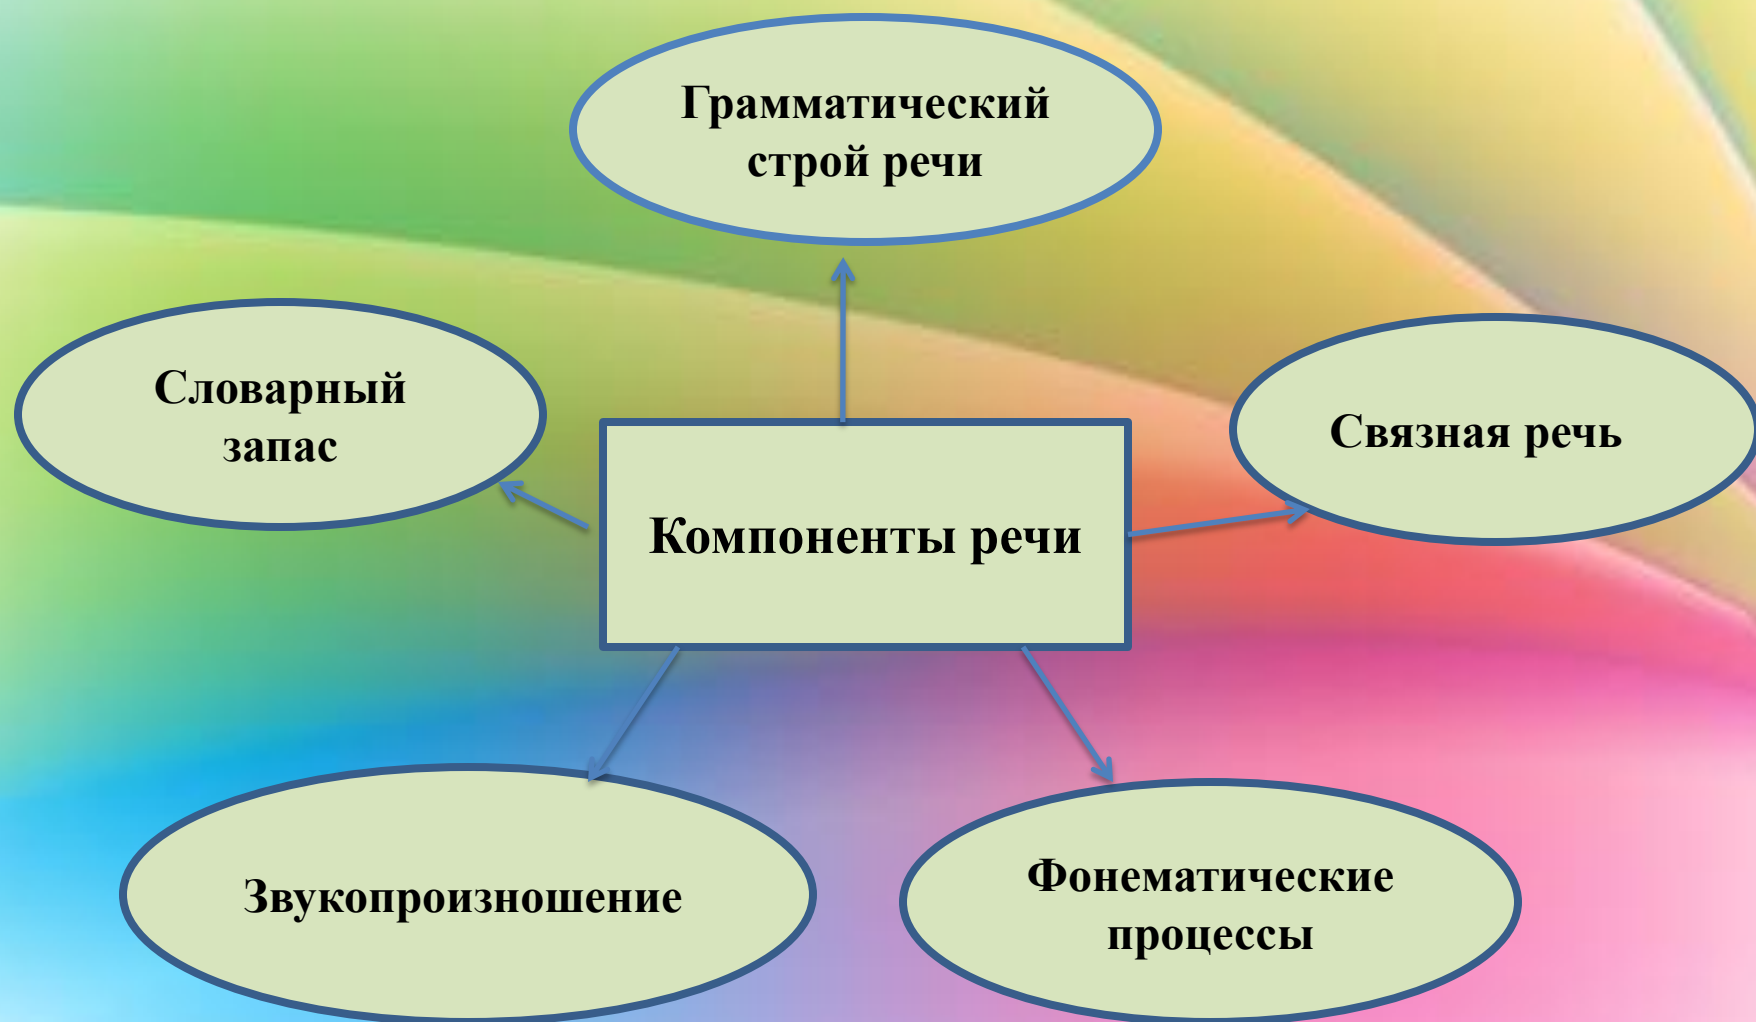 Грамматический
строй речи
Словарный
запас
Связная речь
Компоненты речи
Звукопроизношение
Фонематические
процессы